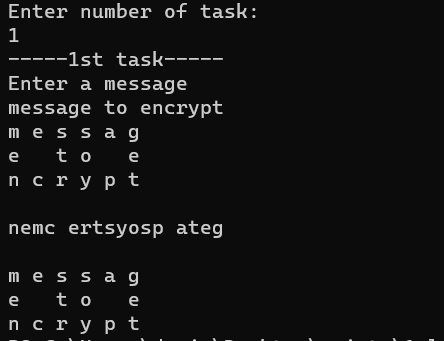 Enter number of task:
1
-----1st task-----
Enter a message
message to encrypt
m e s s a g
e   t o   e
n c r y p t
nemc ertsyosp ateg
m e s s a g
e   t o   e
n c r y p t